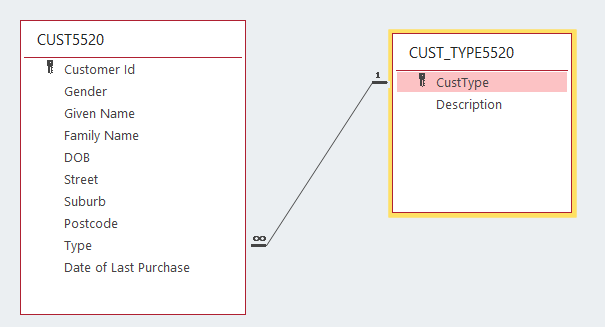 CUST5520
Customer Id
Gender
Given Name
Family Name
DOB
Street
Suburb
Postcode
Type
Date of Last Purchase
∞
1
CUST_TYPE5520
CustType
Description